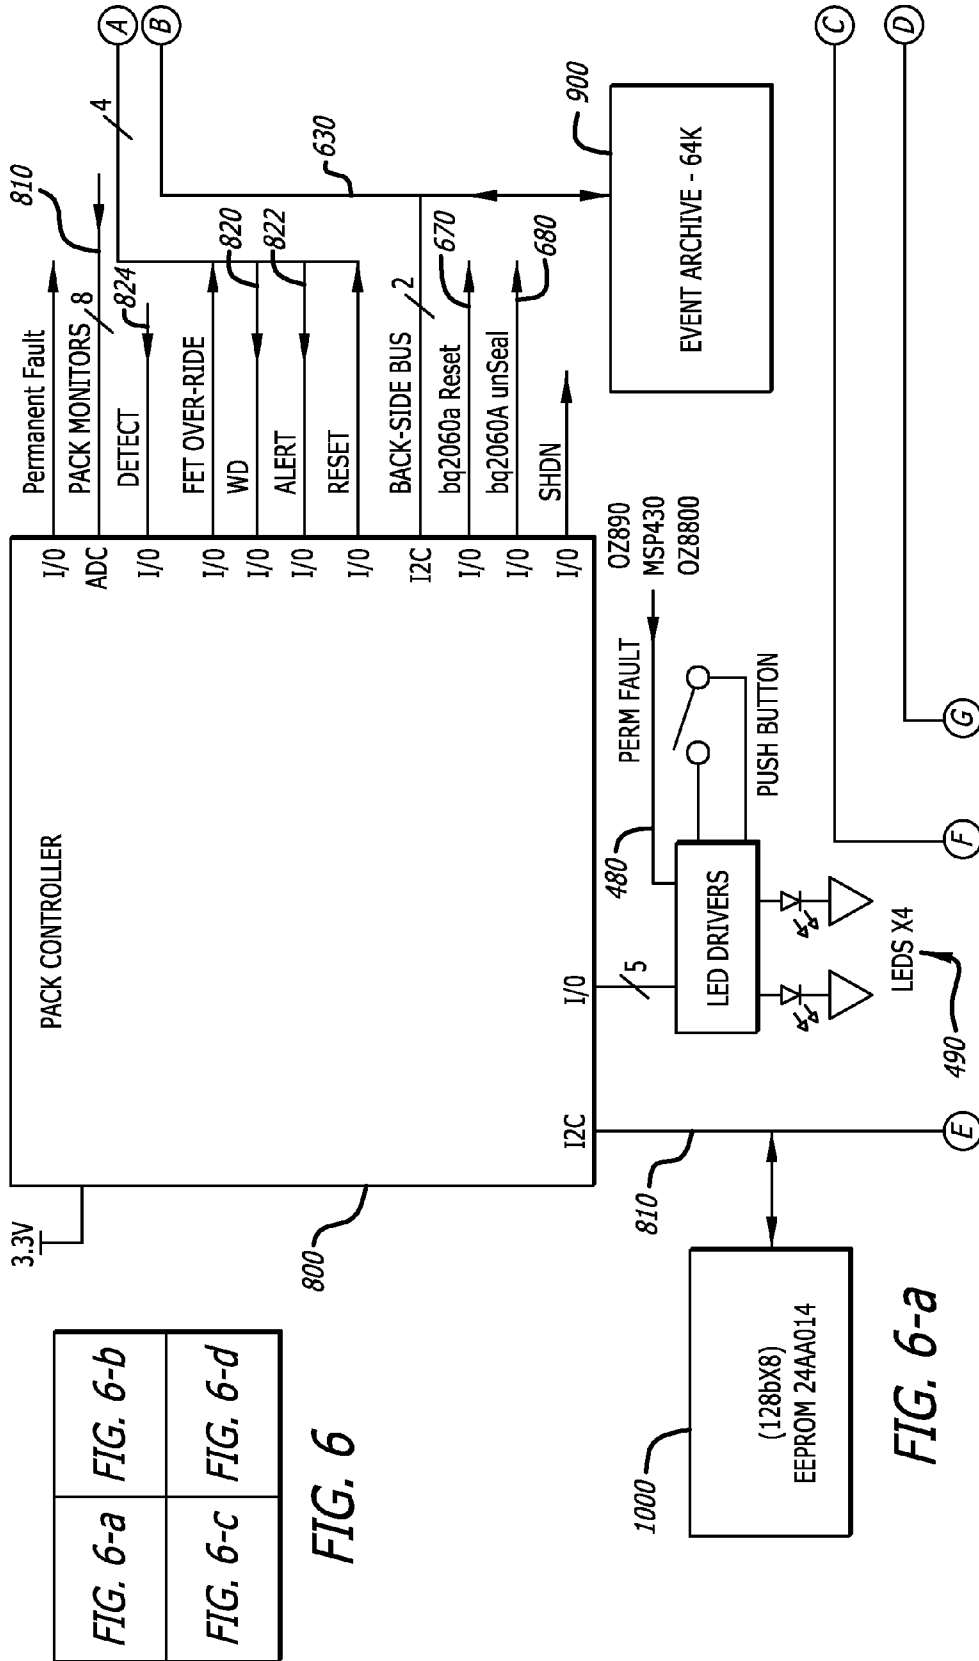 FIG. 6-a
FIG. 6-b
FIG. 6-c
FIG. 6-d
FIG. 6
3.3V
PACK CONTROLLER
800
I/O
Permanent Fault
ADC
PACK MONITORS
8
810
I/O
DETECT
824
I/O
FET OVER-RIDE
I/O
WD
820
I/O
ALERT
822
I/O
RESET
4
A
B
I2C
BACK-SIDE BUS
2
630
I/O
bq2060a Reset
670
I/O
bq2060A unSeal
680
I/O
SHDN
EVENT ARCHIVE - 64K
900
I2C
I/O
810
5
480
PERM FAULT
OZ890
MSP430
OZ8800
LED DRIVERS
PUSH BUTTON
LEDS X4
490
1000
(128bX8)
EEPROM 24AA014
C
D
E
F
G
FIG. 6-a